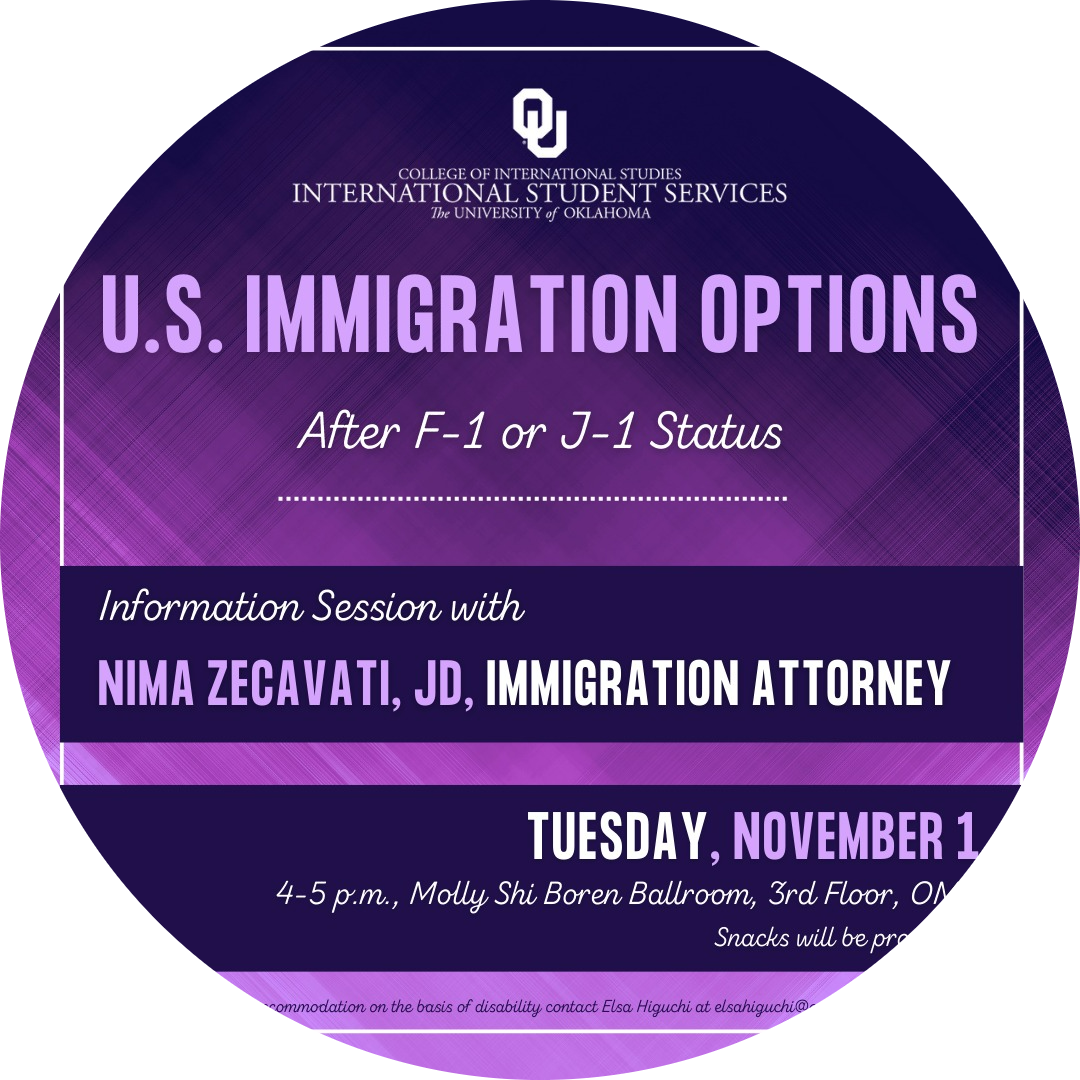 OU
COLLEGE OF INTERNATIONAL STUDIES
INTERNATIONAL STUDENT SERVICES
The UNIVERSITY of OKLAHOMA
U.S. IMMIGRATION OPTIONS
After F-1 or J-1 Status
Information Session with
NIMA ZECAVATI, JD, IMMIGRATION ATTORNEY
TUESDAY, NOVEMBER 1
4-5 p.m., Molly Shi Boren Ballroom, 3rd Floor,
Snacks will be
on the basis of disability contact Elsa Higuchi at